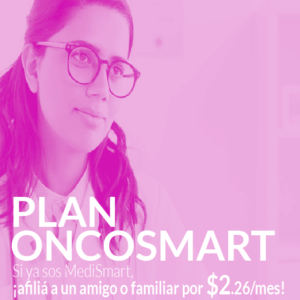 PLAN
ONCOSMART
Si ya sos MediSmart,
¡afiliá a un amigo o familiar por $2.26/mes!